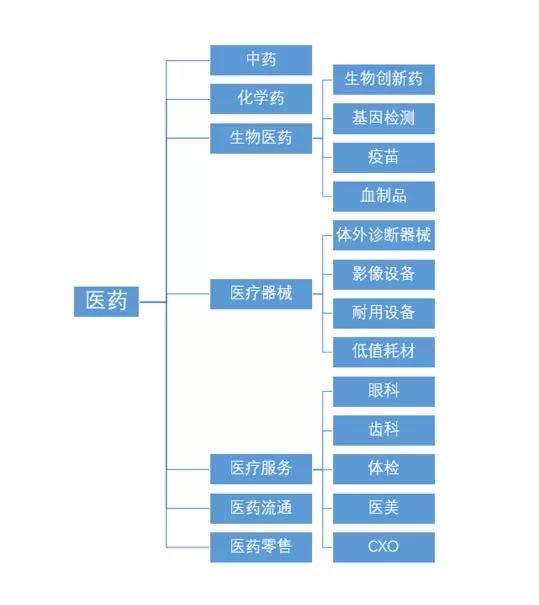 医药
中药
化学药
生物医药
生物创新药
基因检测
疫苗
血制品
医疗器械
体外诊断器械
影像设备
耐用设备
低值耗材
医疗服务
眼科
齿科
体检
医美
CXO
医药流通
医药零售